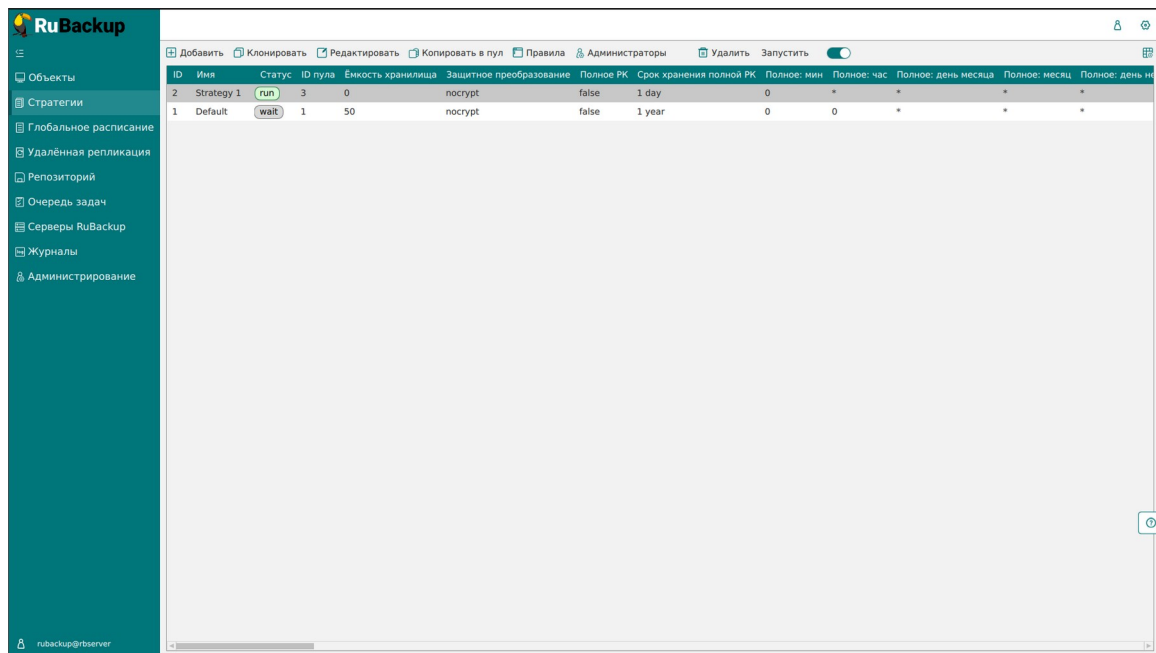 RuBackup
Добавить Клонировать Редактировать Копировать в пул Правила Администраторы Удалить Запустить
Объекты
Стратегии
Глобальное расписание
Удалённая репликация
Репозиторий
Очередь задач
Серверы RuBackup
Журналы
Администрирование
ID Имя Статус ID пула Ёмкость хранилища Защитное преобразование Полное РК Срок хранения полной РК Полное: мин Полное: час Полное: день месяца Полное: месяц Полное: день не
2 Strategy 1 run 3 0 nocrypt false 1 day 0 * * * *
1 Default wait 1 50 nocrypt false 1 year 0 0 * * *
rubackup@rbserver